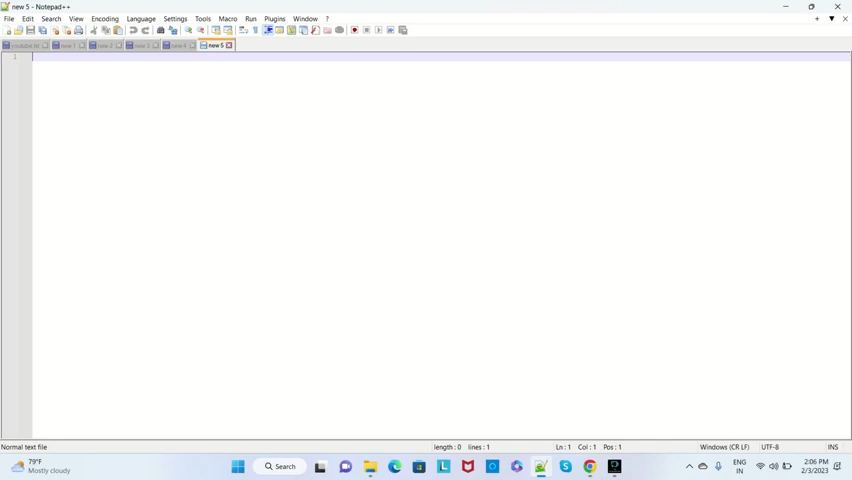 new 5 - Notepad++
File Edit Search View Encoding Language Settings Tools Macro Run Plugins Window ?
new 1 new 2 new 3 new 4 new 5
1
Normal text file length : 0 lines : 1 Ln : 1 Col : 1 Pos : 1 Windows (CR LF) UTF-8 INS
79°F
Mostly cloudy
Search
ENG
IN
2:06 PM
2/3/2023